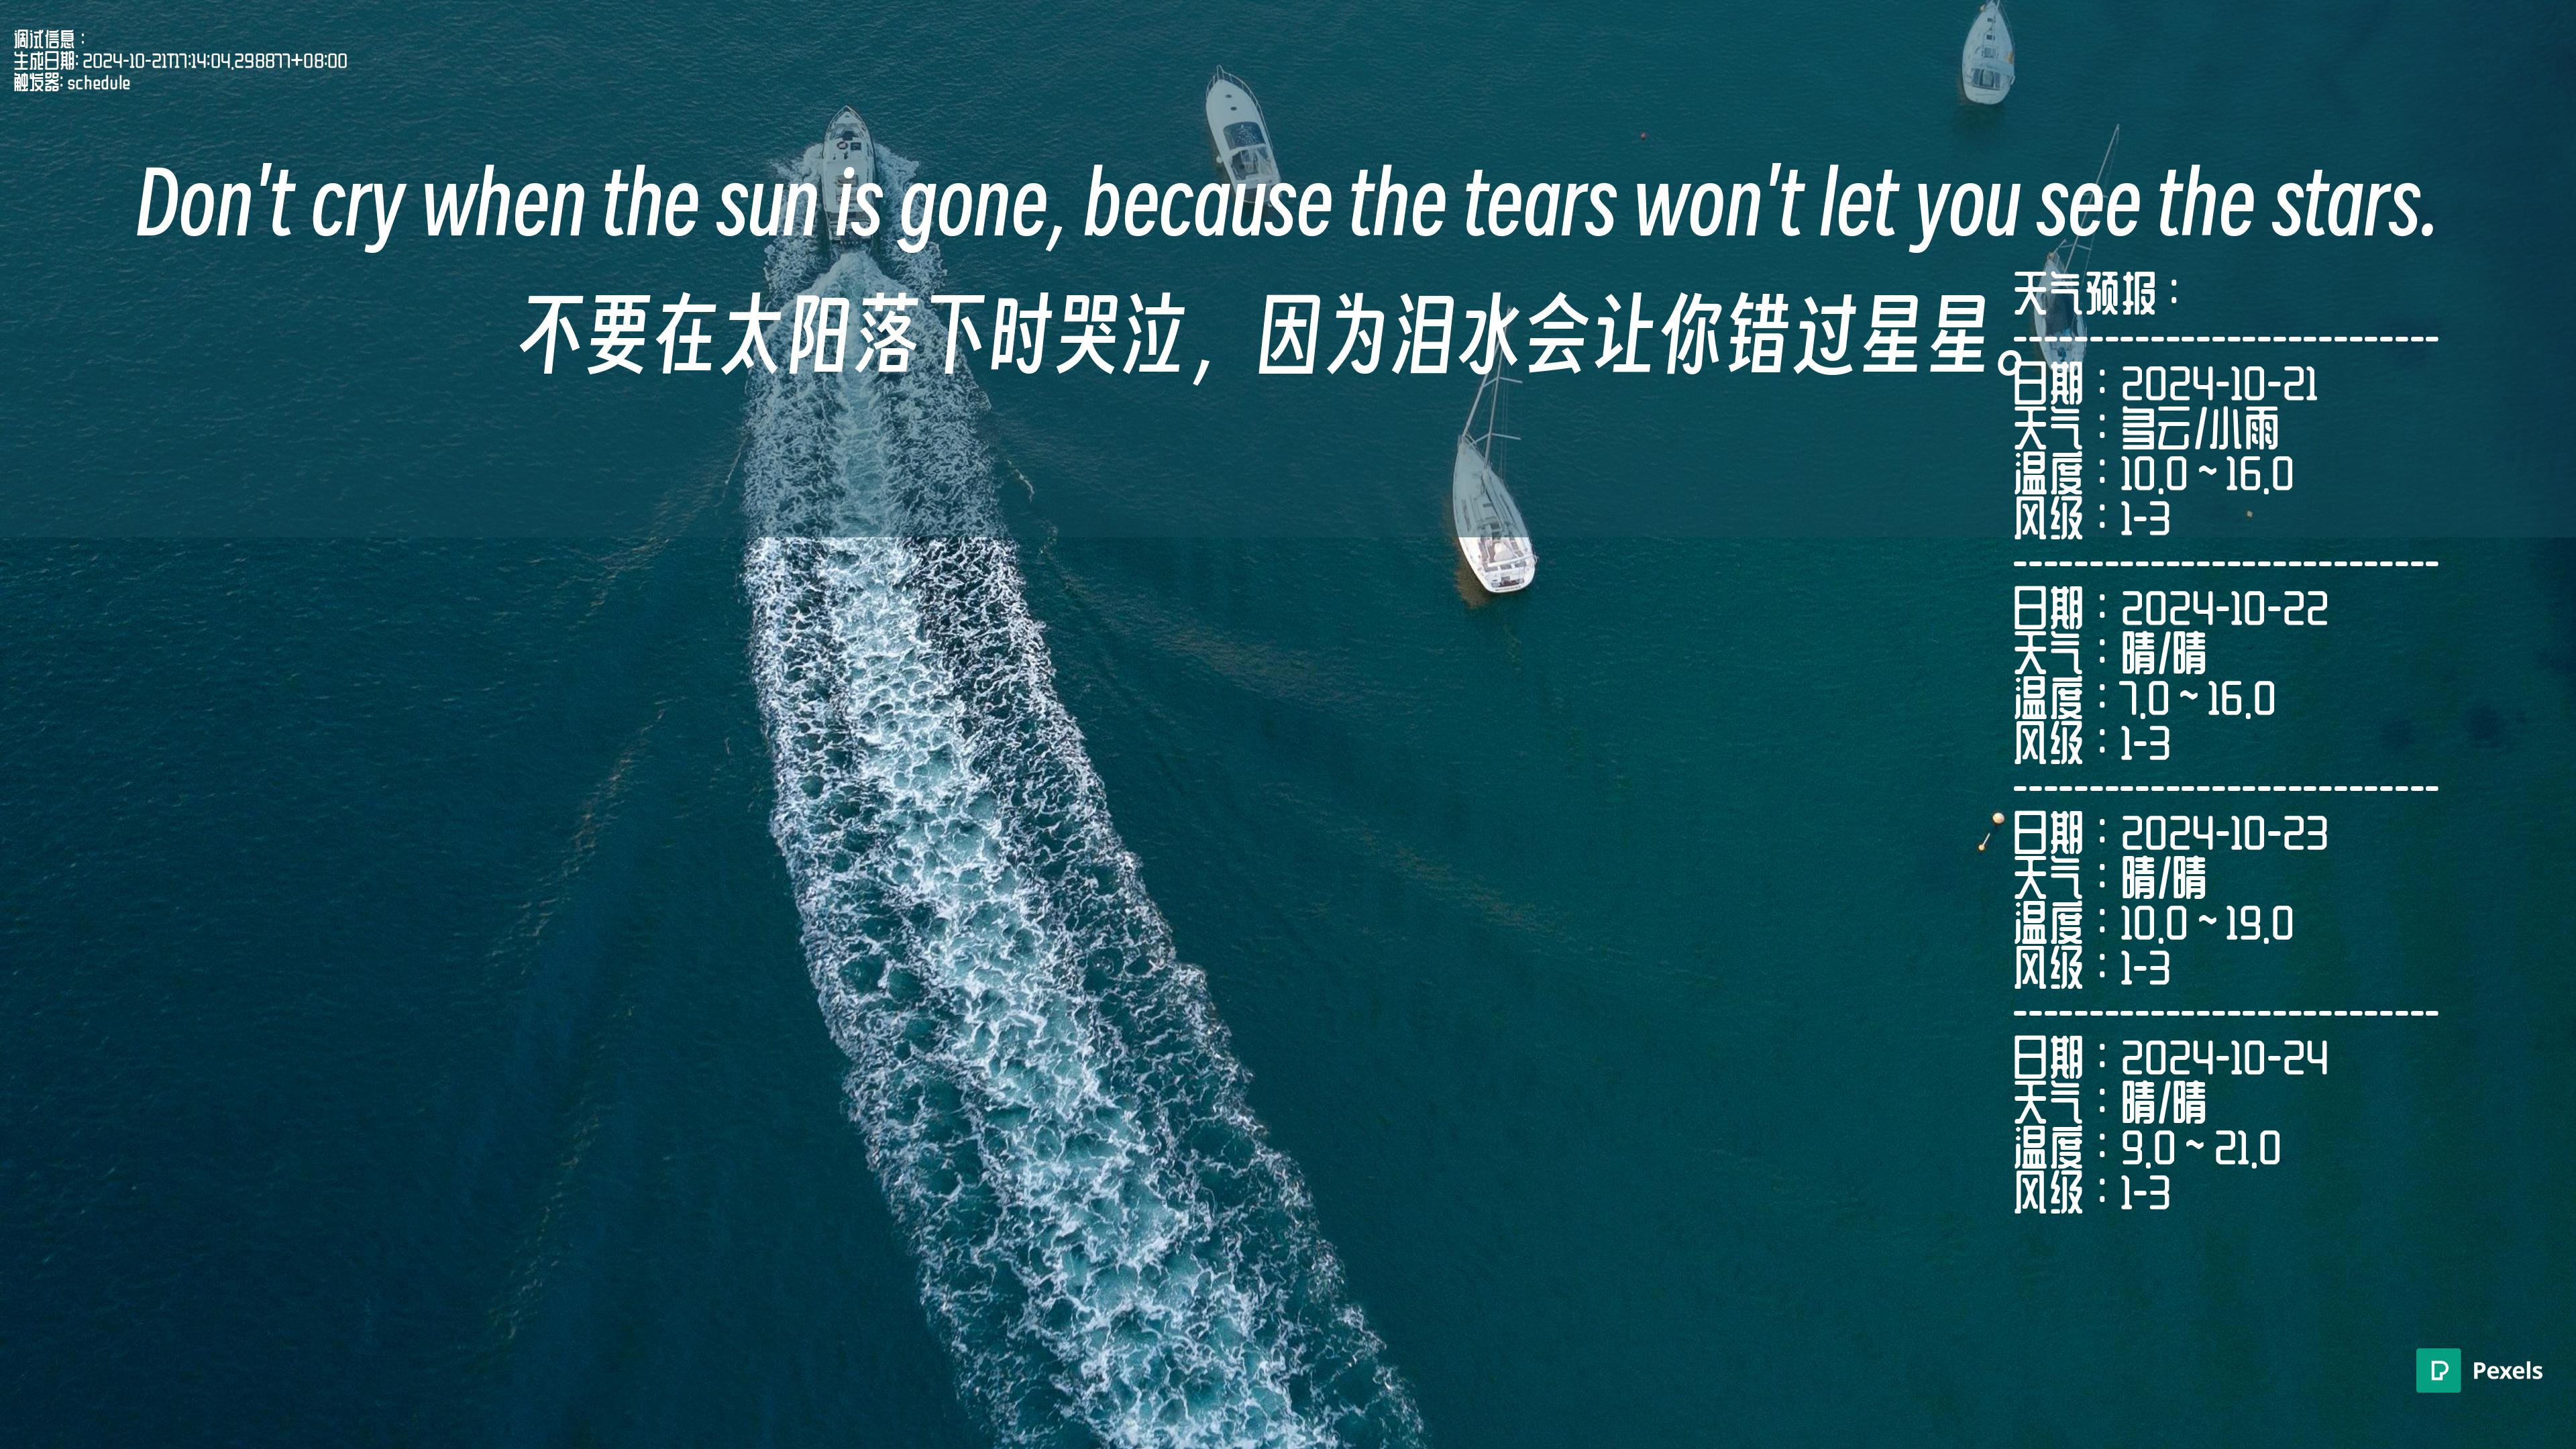 调试信息：
生成日期: 2024-10-21T17:14:04.298877+08:00
触发器: schedule
Don't cry when the sun is gone, because the tears won't let you see the stars.
不要在太阳落下时哭泣，因为泪水会让你错过星星。
天气预报：
----------------------------
日期：2024-10-21
天气：多云/小雨
温度：10.0 ~ 16.0
风级：1-3
----------------------------
日期：2024-10-22
天气：晴/晴
温度：7.0 ~ 16.0
风级：1-3
----------------------------
日期：2024-10-23
天气：晴/晴
温度：10.0 ~ 19.0
风级：1-3
----------------------------
日期：2024-10-24
天气：晴/晴
温度：9.0 ~ 21.0
风级：1-3
Pexels